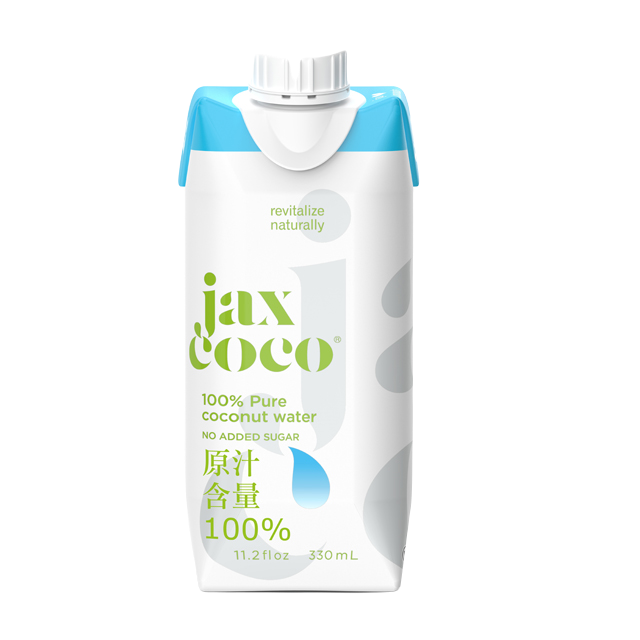 revitalize
naturally
jax
coco®
100% Pure
coconut water
NO ADDED SUGAR
原汁
含量
100%
11.2 fl oz 330 mL